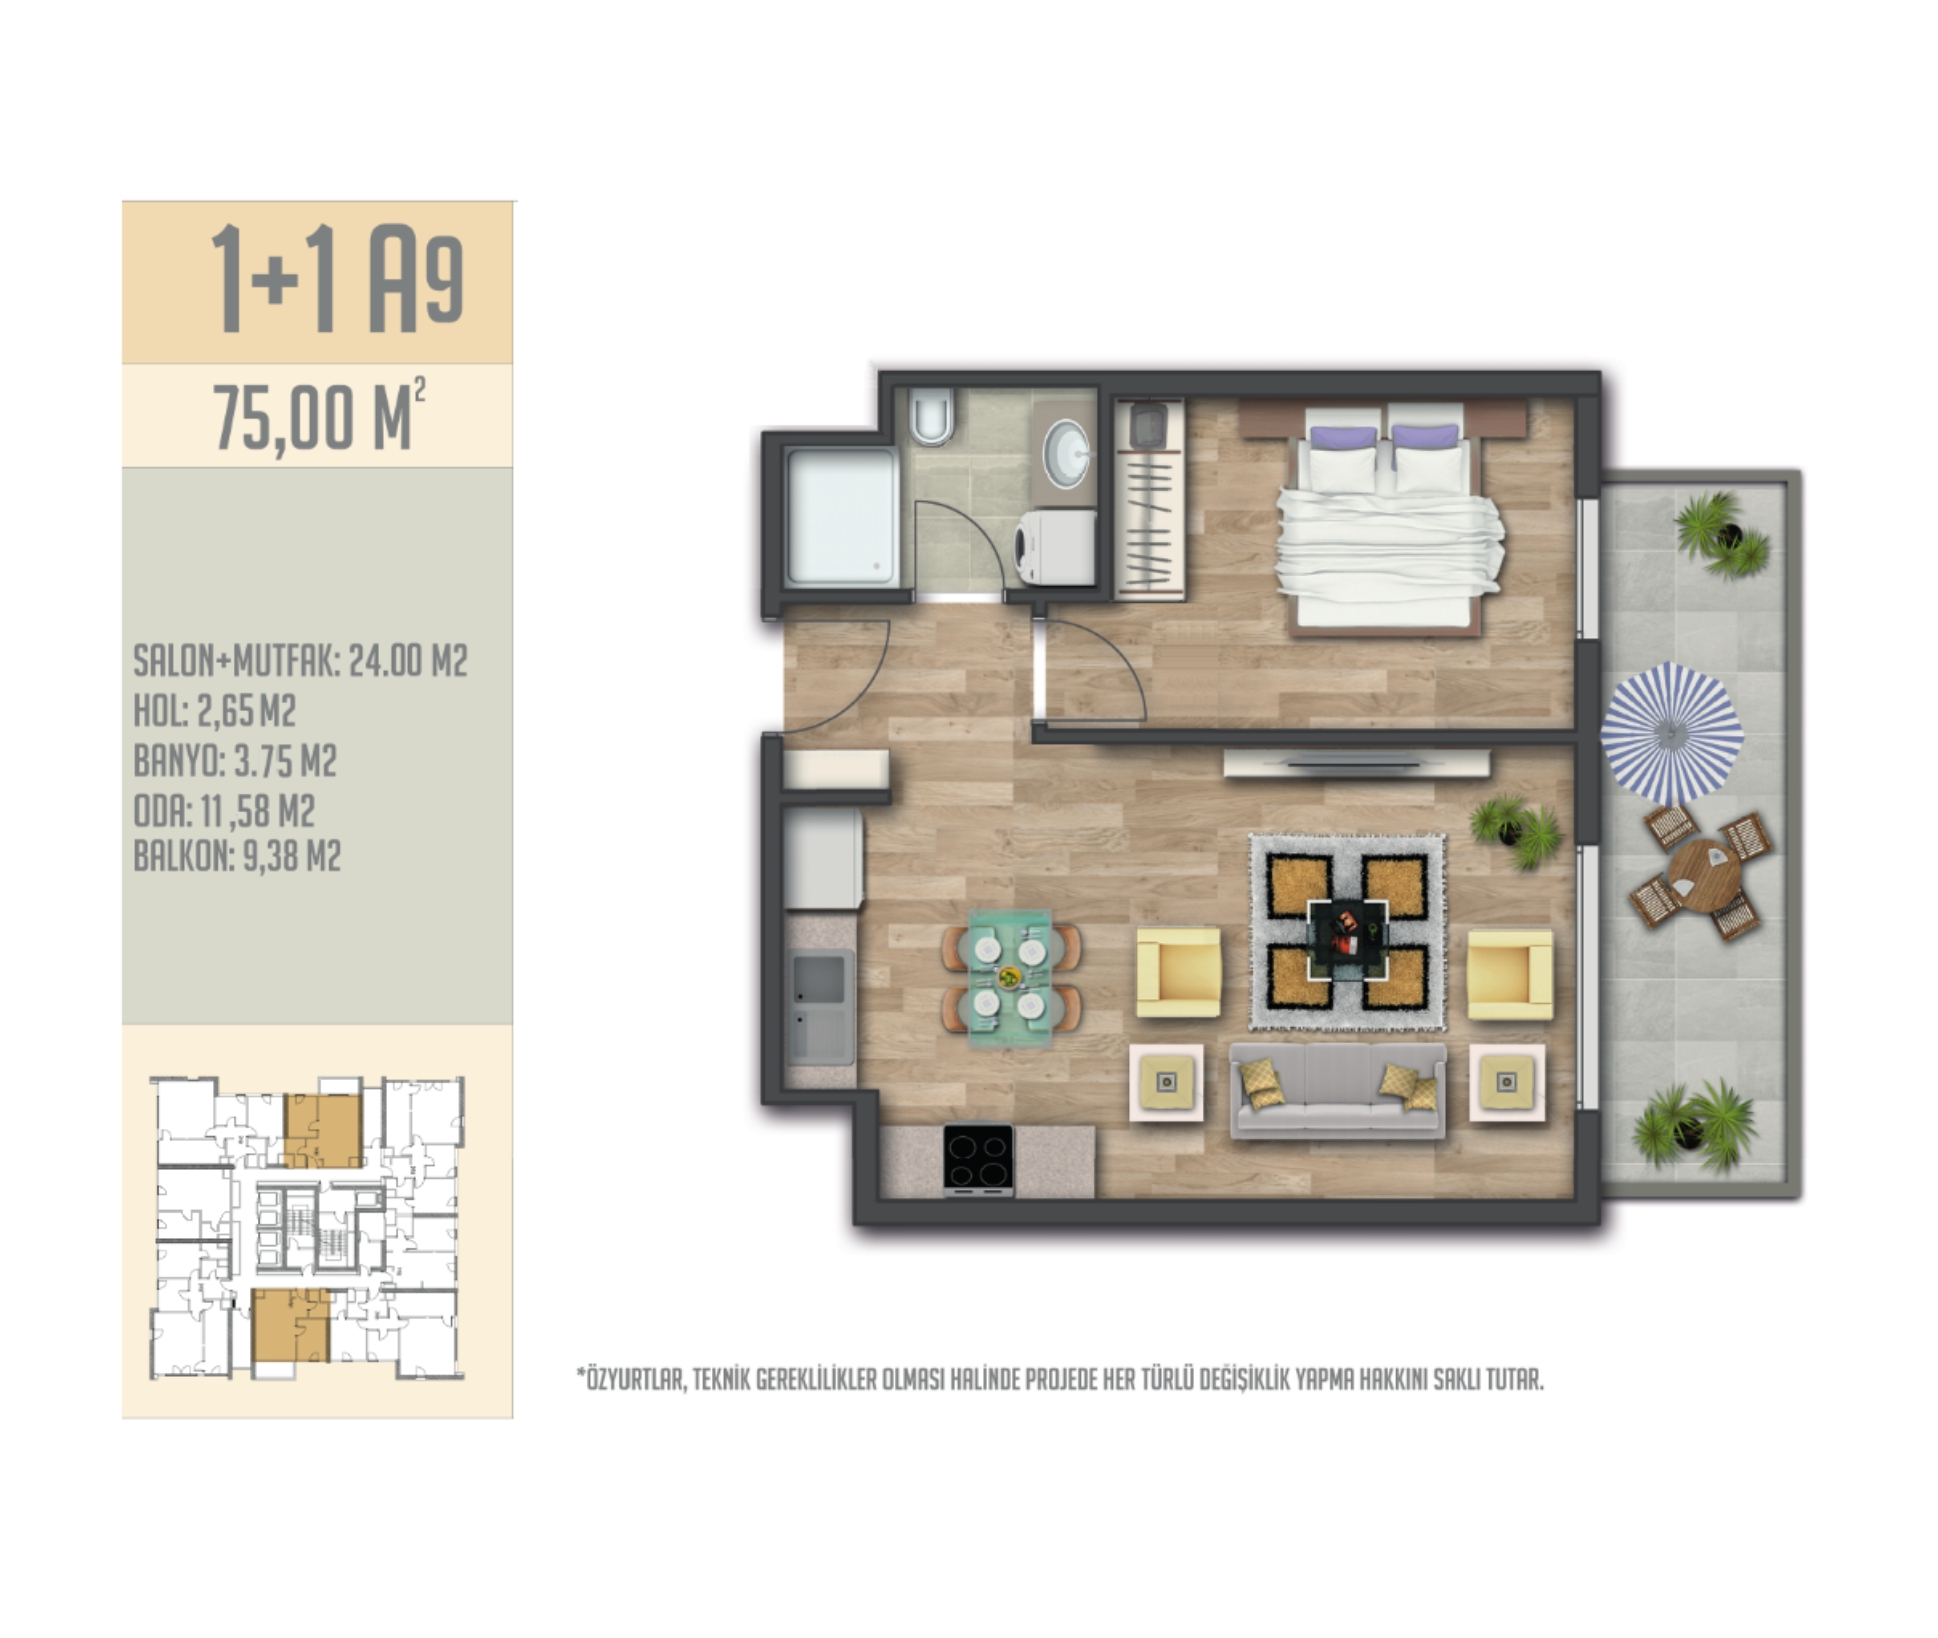 1+1 A9
75,00 M²
SALON+MUTFAK: 24.00 M2
HOL: 2,65 M2
BANYO: 3.75 M2
ODA: 11 ,58 M2
BALKON: 9,38 M2
*ÖZYURTLAR, TEKNİK GEREKLİLİKLER OLMASI HALİNDE PROJEDE HER TÜRLÜ DEĞİŞİKLİK YAPMA HAKKINI SAKLI TUTAR.